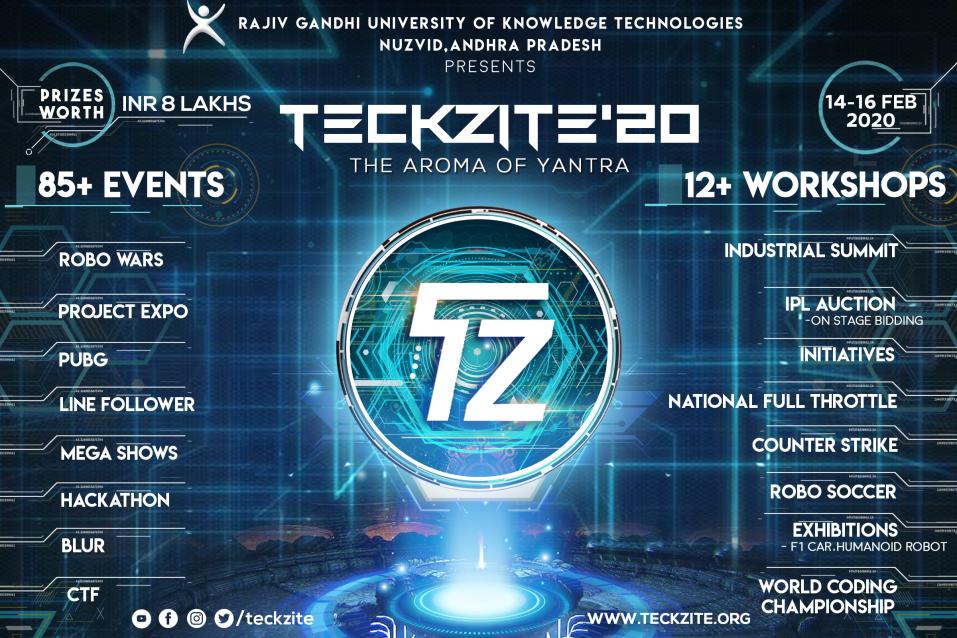 RAJIV GANDHI UNIVERSITY OF KNOWLEDGE TECHNOLOGIES
NUZVID,ANDHRA PRADESH
PRESENTS
PRIZES
WORTH
INR 8 LAKHS
TECKZITE'20
THE AROMA OF YANTRA
14-16 FEB
2020
85+ EVENTS
ROBO WARS
PROJECT EXPO
PUBG
LINE FOLLOWER
MEGA SHOWS
HACKATHON
BLUR
CTF
TZ
12+ WORKSHOPS
INDUSTRIAL SUMMIT
IPL AUCTION
-ON STAGE BIDDING
INITIATIVES
NATIONAL FULL THROTTLE
COUNTER STRIKE
ROBO SOCCER
EXHIBITIONS
- F1 CAR.HUMANOID ROBOT
WORLD CODING
CHAMPIONSHIP
/teckzite
WWW.TECKZITE.ORG